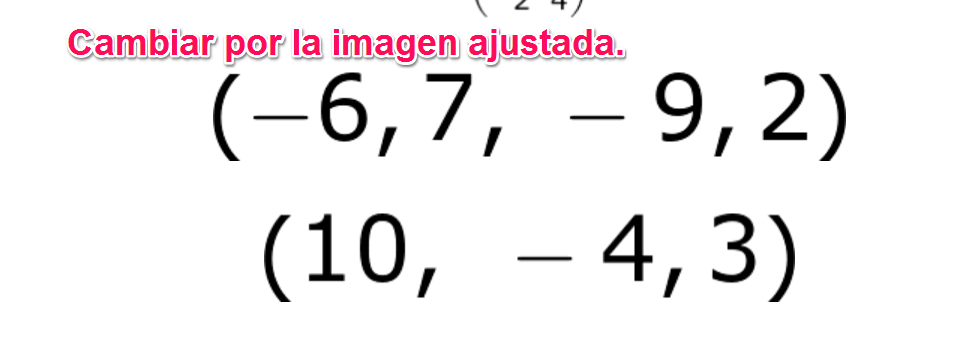 Cambiar por la imagen ajustada.
(−6,7, − 9,2)
(10, − 4,3)